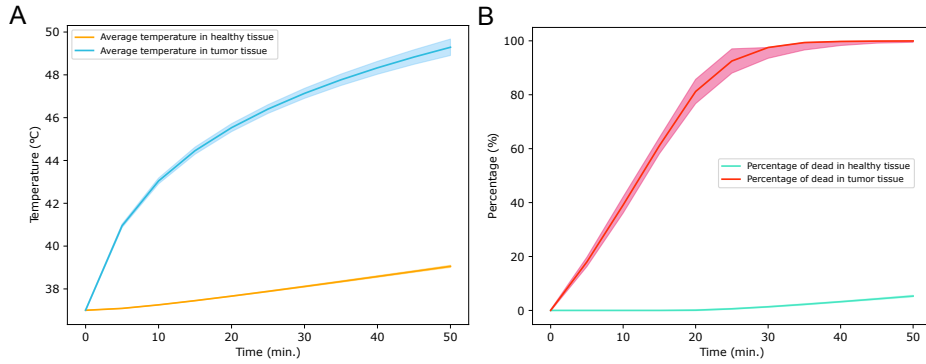 A
Average temperature in healthy tissue
Average temperature in tumor tissue
Temperature (°C)
48
46
44
42
40
38
0
10
20
30
40
50
Time (min.)
B
Percentage of dead in healthy tissue
Percentage of dead in tumor tissue
Percentage (%)
100
80
60
40
20
0
0
10
20
30
40
50
Time (min.)